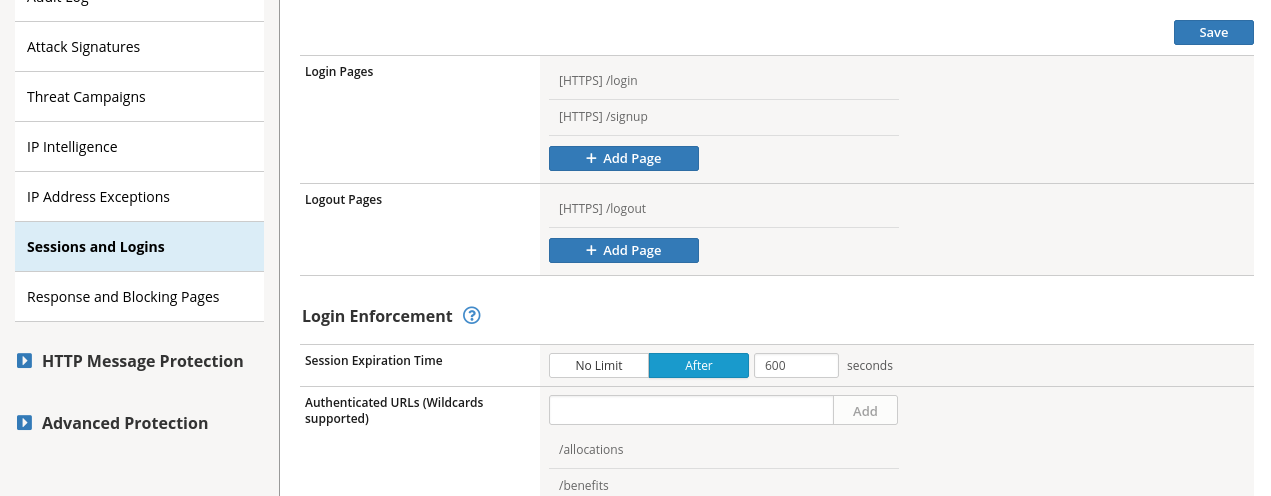 Audit Log
Attack Signatures
Threat Campaigns
IP Intelligence
IP Address Exceptions
Sessions and Logins
Response and Blocking Pages
HTTP Message Protection
Advanced Protection
Save
Login Pages
[HTTPS] /login
[HTTPS] /signup
+ Add Page
Logout Pages
[HTTPS] /logout
+ Add Page
Login Enforcement ?
Session Expiration Time
No Limit After 600 seconds
Authenticated URLs (Wildcards
supported)
Add
/allocations
/benefits